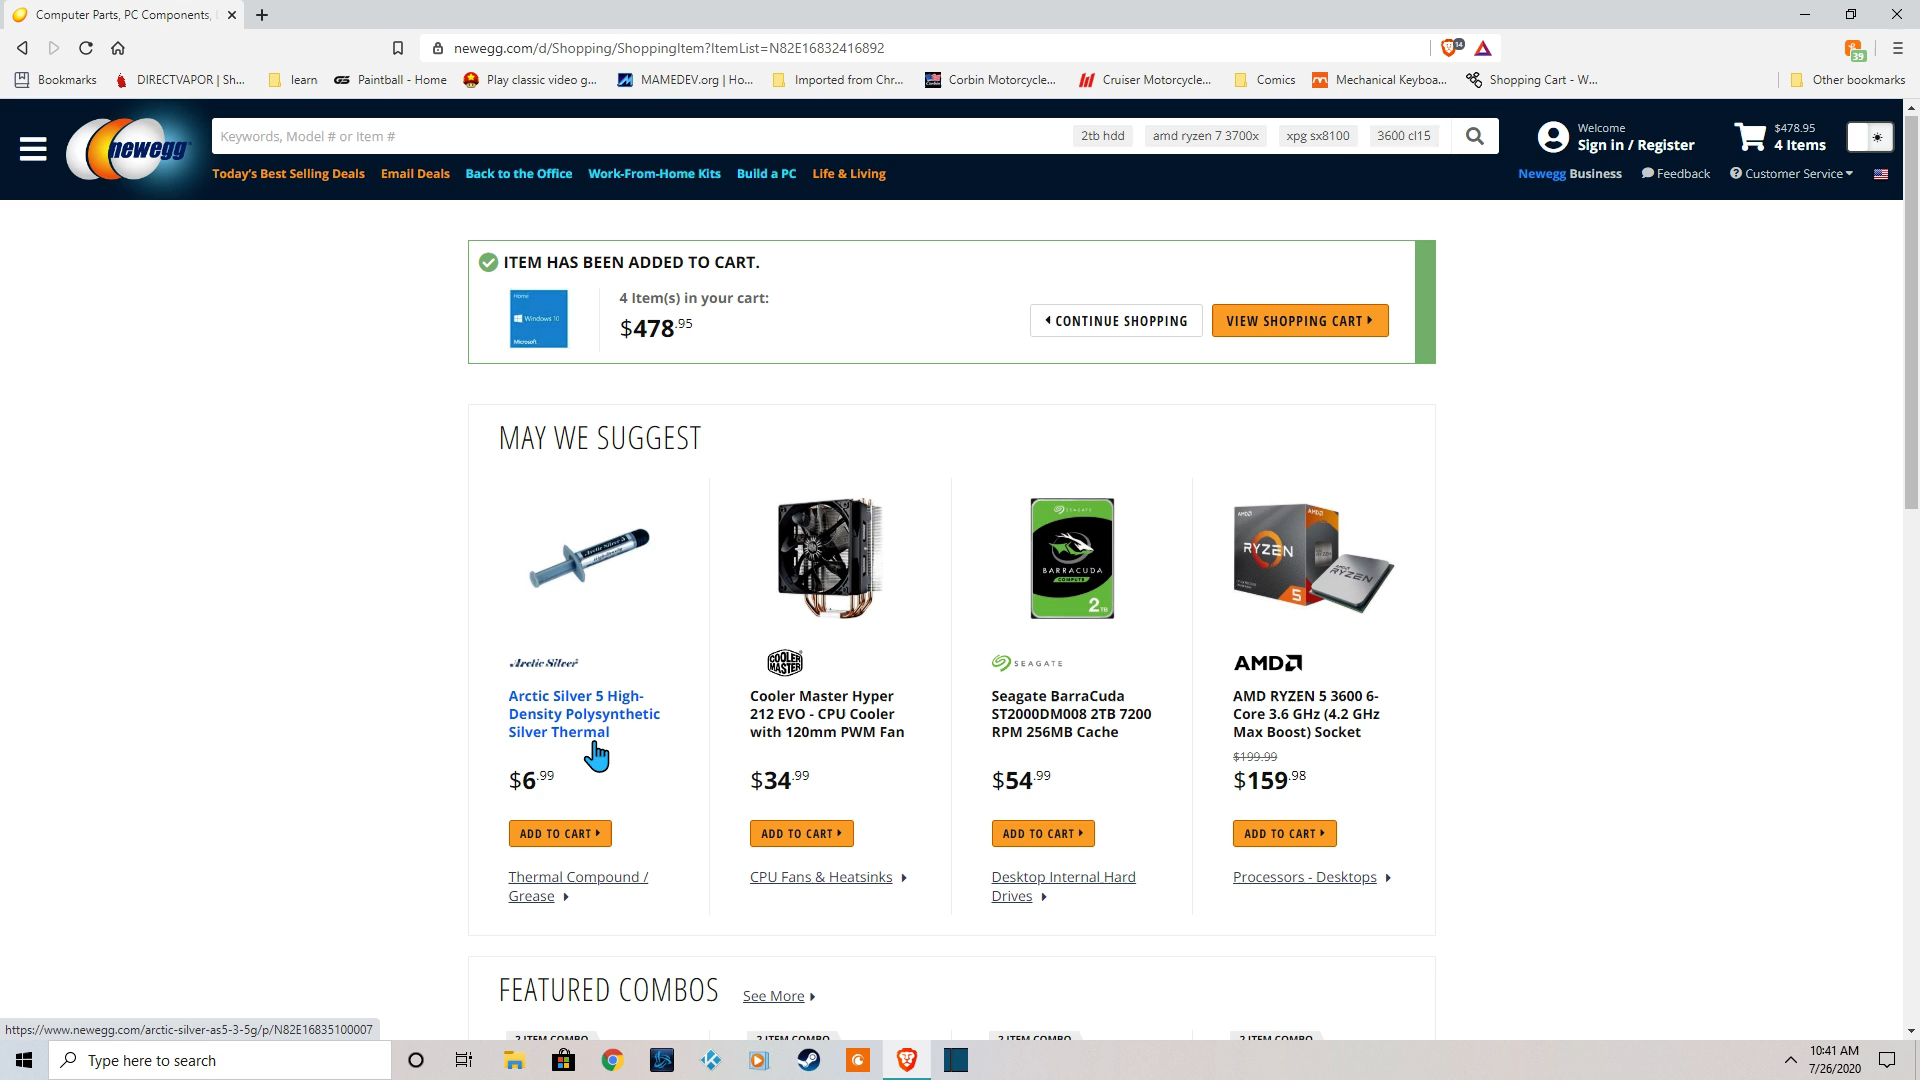 Computer Parts, PC Components,
newegg.com/d/Shopping/ShoppingItem?ItemList=N82E16832416892
14
39
Bookmarks
DIRECTVAPOR | Sh...
learn
Paintball - Home
Play classic video g...
MAMEDEV.org | Ho...
Imported from Chr...
Corbin Motorcycle...
Cruiser Motorcycle...
Comics
Mechanical Keyboa...
Shopping Cart - W...
Other bookmarks
newegg
Keywords, Model # or Item #
2tb hdd
amd ryzen 7 3700x
xpg sx8100
3600 cl15
Welcome
Sign in / Register
$478.95
4 Items
Today's Best Selling Deals
Email Deals
Back to the Office
Work-From-Home Kits
Build a PC
Life & Living
Newegg Business
Feedback
Customer Service
ITEM HAS BEEN ADDED TO CART.
Home
Windows 10
Microsoft
4 Item(s) in your cart:
$478.95
CONTINUE SHOPPING
VIEW SHOPPING CART
MAY WE SUGGEST
Arctic Silver 5
Arctic Silver
Arctic Silver 5 High-
Density Polysynthetic
Silver Thermal
$6.99
ADD TO CART
Thermal Compound /
Grease
COOLER
MASTER
Cooler Master Hyper
212 EVO - CPU Cooler
with 120mm PWM Fan
$34.99
ADD TO CART
CPU Fans & Heatsinks
SEAGATE
BARRACUDA
COMPUTE
2TB
SEAGATE
Seagate BarraCuda
ST2000DM008 2TB 7200
RPM 256MB Cache
$54.99
ADD TO CART
Desktop Internal Hard
Drives
AMD
AMD
RYZEN
5
RYZEN
AMD
AMD RYZEN 5 3600 6-
Core 3.6 GHz (4.2 GHz
Max Boost) Socket
$199.99
$159.98
ADD TO CART
Processors - Desktops
FEATURED COMBOS
See More
2 ITEM COMBO
2 ITEM COMBO
2 ITEM COMBO
2 ITEM COMBO
https://www.newegg.com/arctic-silver-as5-3-5g/p/N82E16835100007
Type here to search
10:41 AM
7/26/2020